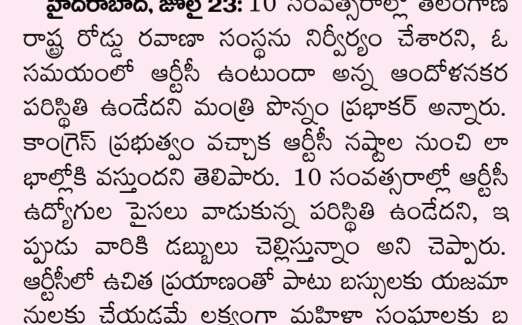 హైదరాబాద్, జూలై 23: 10 సంవత్సరాల్లో తెలంగాణ
రాష్ట్ర రోడ్డు రవాణా సంస్థను నిర్వీర్యం చేశారని, ఓ
సమయంలో ఆర్టీసీ ఉంటుందా అన్న ఆందోళనకర
పరిస్థితి ఉండేదని మంత్రి పొన్నం ప్రభాకర్ అన్నారు.
కాంగ్రెస్ ప్రభుత్వం వచ్చాక ఆర్టీసీ నష్టాల నుంచి లా
భాల్లోకి వస్తుందని తెలిపారు. 10 సంవత్సరాల్లో ఆర్టీసీ
ఉద్యోగుల పైసలు వాడుకున్న పరిస్థితి ఉండేదని, ఇ
ప్పుడు వారికి డబ్బులు చెల్లిస్తున్నాం అని చెప్పారు.
ఆర్టీసీలో ఉచిత ప్రయాణంతో పాటు బస్సులకు యజమా
నులకు చేయడమే లక్ష్యంగా మహిళా సంఘాలకు బ